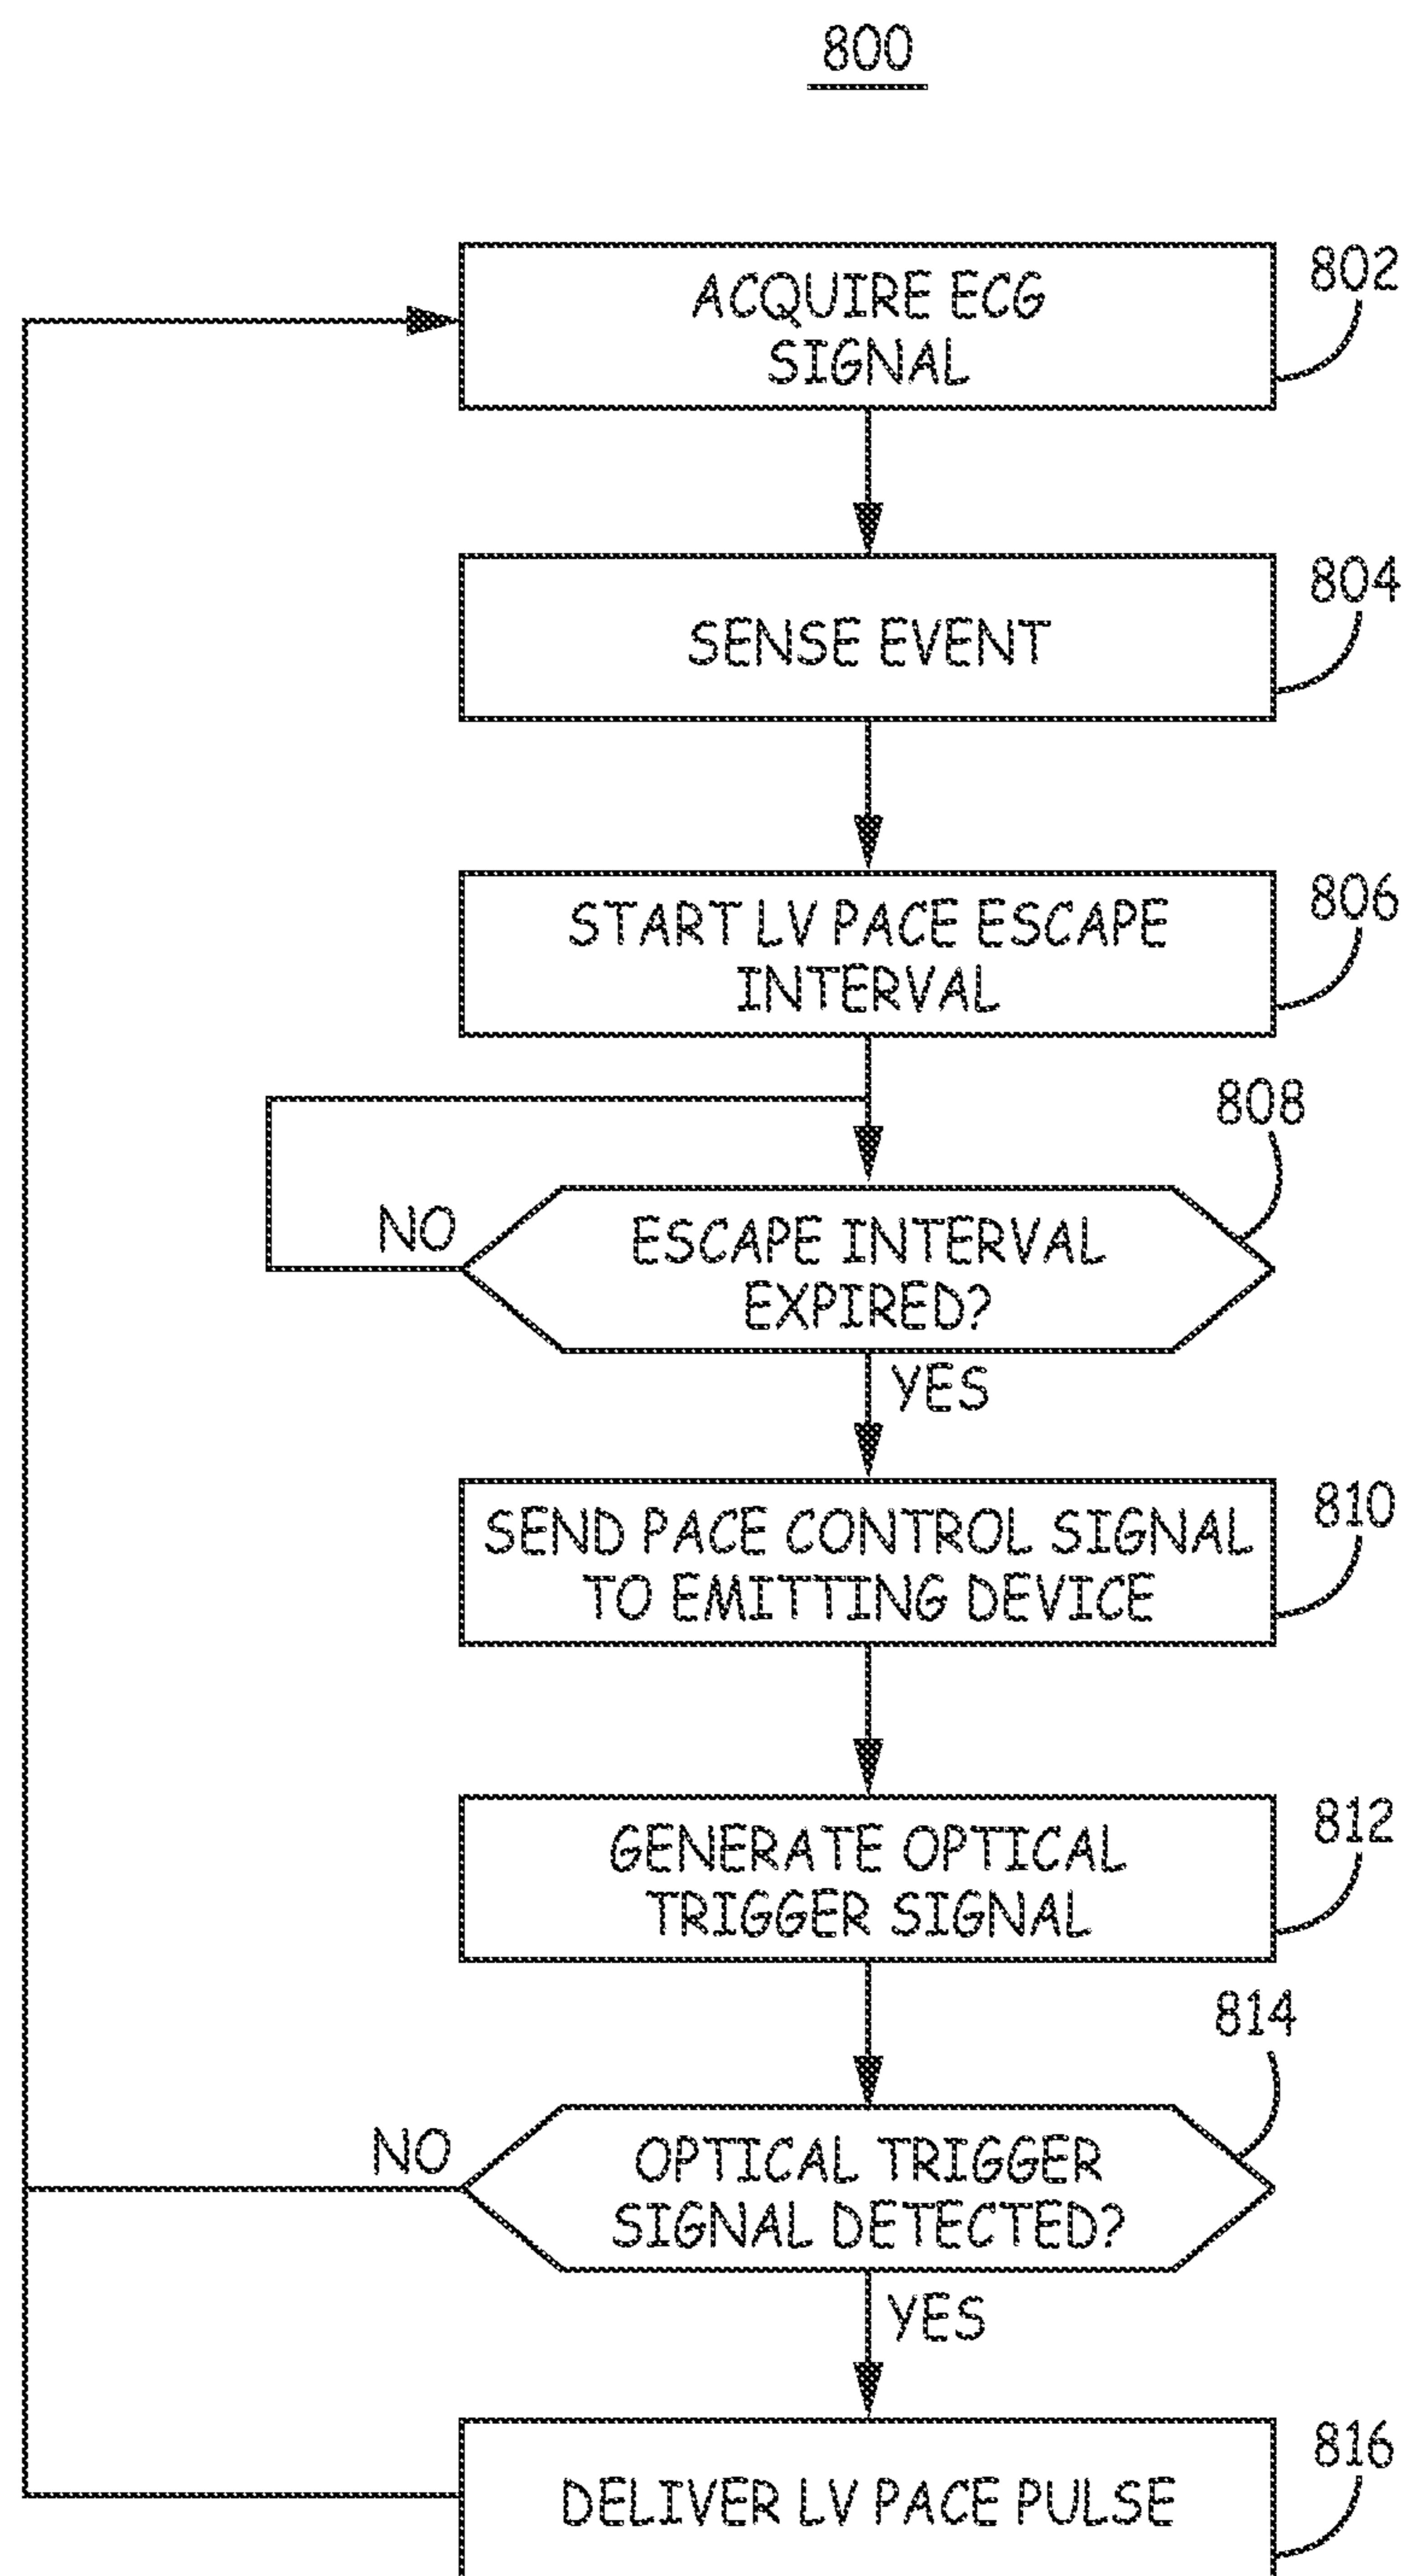 800
ACQUIRE ECG
SIGNAL
802
SENSE EVENT
804
START LV PACE ESCAPE
INTERVAL
806
808
NO
ESCAPE INTERVAL
EXPIRED?
YES
SEND PACE CONTROL SIGNAL
TO EMITTING DEVICE
810
GENERATE OPTICAL
TRIGGER SIGNAL
812
814
NO
OPTICAL TRIGGER
SIGNAL DETECTED?
YES
DELIVER LV PACE PULSE
816